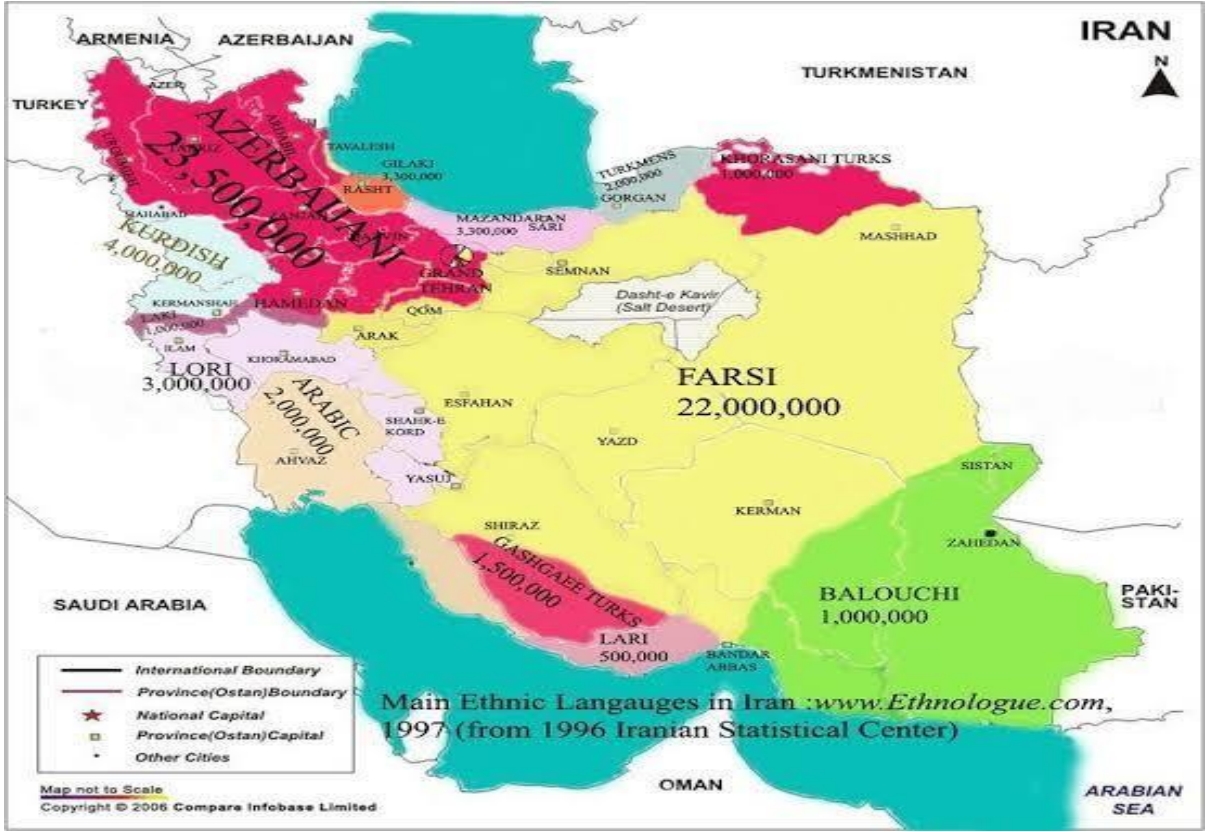 IRAN
N
ARMENIA
AZERBAIJAN
TURKMENISTAN
TURKEY
AZER
AZERBAIJANI
23,500,000
TABRIZ
ARDABIL
TAVALESH
GILAKI
3,300,000
RASHT
TURKMENS
2,000,000
GORGAN
KHORASANI TURKS
1,000,000
MAZANDARAN
SARI
3,300,000
MASHHAD
MAHABAD
ZANJAN
KURDISH
4,000,000
GRAND
TEHRAN
SEMNAN
Dasht-e Kavir
(Salt Desert)
KERMANSHAH
HAMEDAN
QOM
LAKI
1,000,000
ARAK
ILAM
KHORAMABAD
LORI
3,000,000
FARSI
22,000,000
ARABIC
2,000,000
ESFAHAN
SHAHR-E
KORD
YAZD
AHVAZ
YASUJ
SISTAN
KERMAN
SHIRAZ
ZAHEDAN
GASHGAEE TURKS
1,500,000
BALOUCHI
1,000,000
PAKI-
STAN
SAUDI ARABIA
LARI
500,000
BANDAR
ABBAS
International Boundary
Province(Ostan)Boundary
National Capital
Province(Ostan)Capital
Other Cities
Main Ethnic Langauges in Iran :www.Ethnologue.com,
1997 (from 1996 Iranian Statistical Center)
OMAN
ARABIAN
SEA
Map not to Scale
Copyright © 2006 Compare Infobase Limited